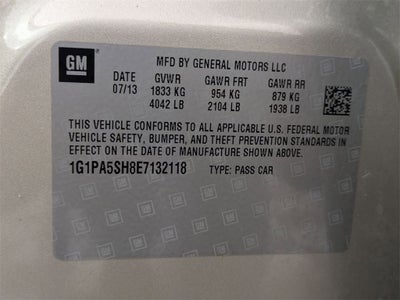 GM
MFD BY GENERAL MOTORS LLC
DATE GVWR GAWR FRT GAWR RR
07/13 1833 KG 954 KG 879 KG
4042 LB 2104 LB 1938 LB
THIS VEHICLE CONFORMS TO ALL APPLICABLE U.S. FEDERAL MOTOR
VEHICLE SAFETY, BUMPER, AND THEFT PREVENTION STANDARDS IN
EFFECT ON THE DATE OF MANUFACTURE SHOWN ABOVE.
1G1PA5SH8E7132118 TYPE: PASS CAR